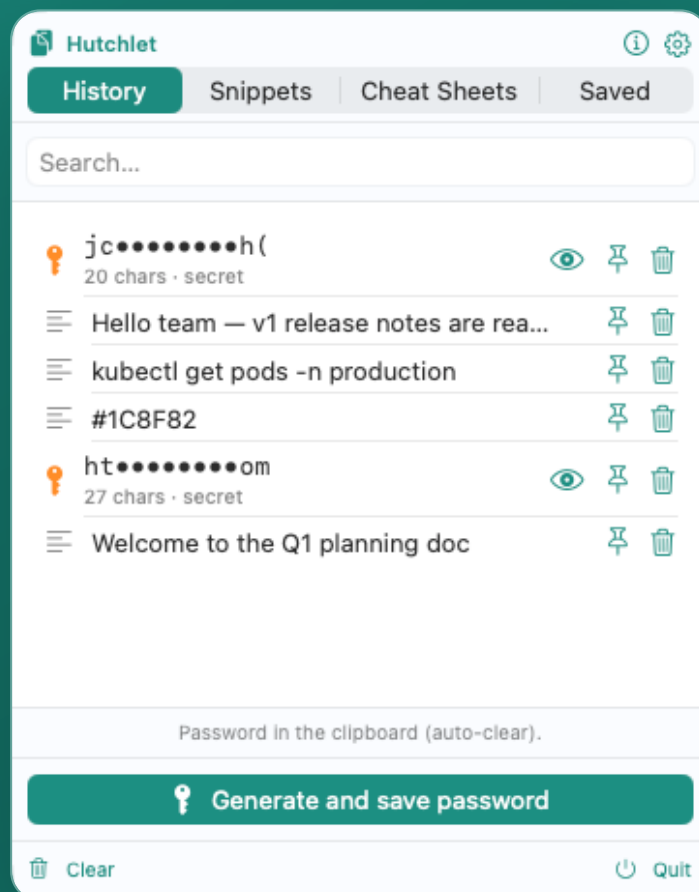 Hutchlet
History Snippets Cheat Sheets Saved
Search...
jc●●●●●●●●h(
20 chars · secret
Hello team — v1 release notes are rea...
kubectl get pods -n production
#1C8F82
ht●●●●●●●●om
27 chars · secret
Welcome to the Q1 planning doc
Password in the clipboard (auto-clear).
Generate and save password
Clear Quit